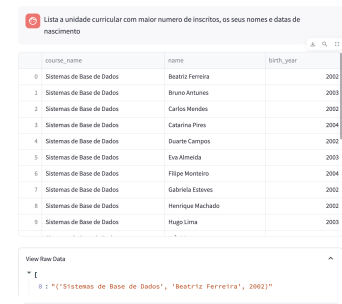 Lista a unidade curricular com maior numero de inscritos, os seus nomes e datas de
nascimento
course_name name birth_year
0 Sistemas de Base de Dados Beatriz Ferreira 2002
1 Sistemas de Base de Dados Bruno Antunes 2003
2 Sistemas de Base de Dados Carlos Mendes 2002
3 Sistemas de Base de Dados Catarina Pires 2004
4 Sistemas de Base de Dados Duarte Campos 2002
5 Sistemas de Base de Dados Eva Almeida 2003
6 Sistemas de Base de Dados Filipe Monteiro 2004
7 Sistemas de Base de Dados Gabriela Esteves 2002
8 Sistemas de Base de Dados Henrique Machado 2002
9 Sistemas de Base de Dados Hugo Lima 2003
View Raw Data
[
0 : "('Sistemas de Base de Dados', 'Beatriz Ferreira', 2002)"